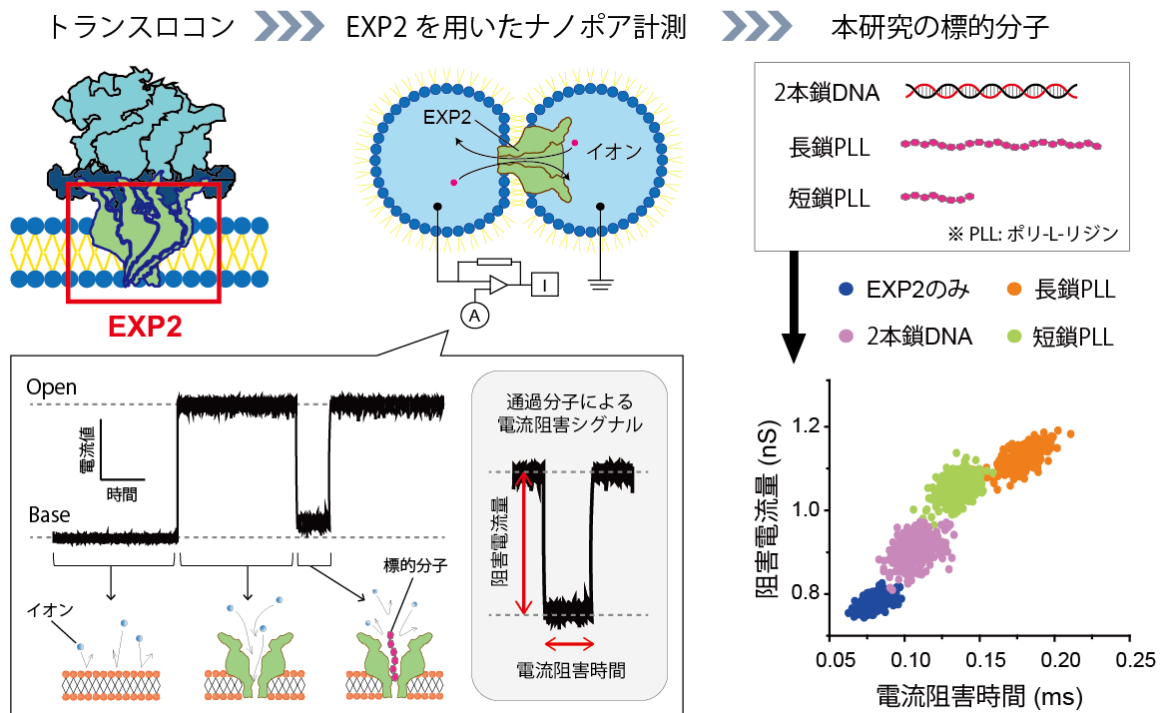 トランスロコン
EXP2 を用いたナノポア計測
本研究の標的分子
EXP2
EXP2
イオン
I
A
2本鎖DNA
長鎖PLL
短鎖PLL
※ PLL: ポリ-L-リジン
EXP2のみ
長鎖PLL
2本鎖DNA
短鎖PLL
Open
電流値
時間
Base
イオン
標的分子
通過分子による
電流阻害シグナル
阻害電流量
電流阻害時間
阻害電流量 (nS)
1.2
1.0
0.8
0.05 0.10 0.15 0.20 0.25
電流阻害時間 (ms)